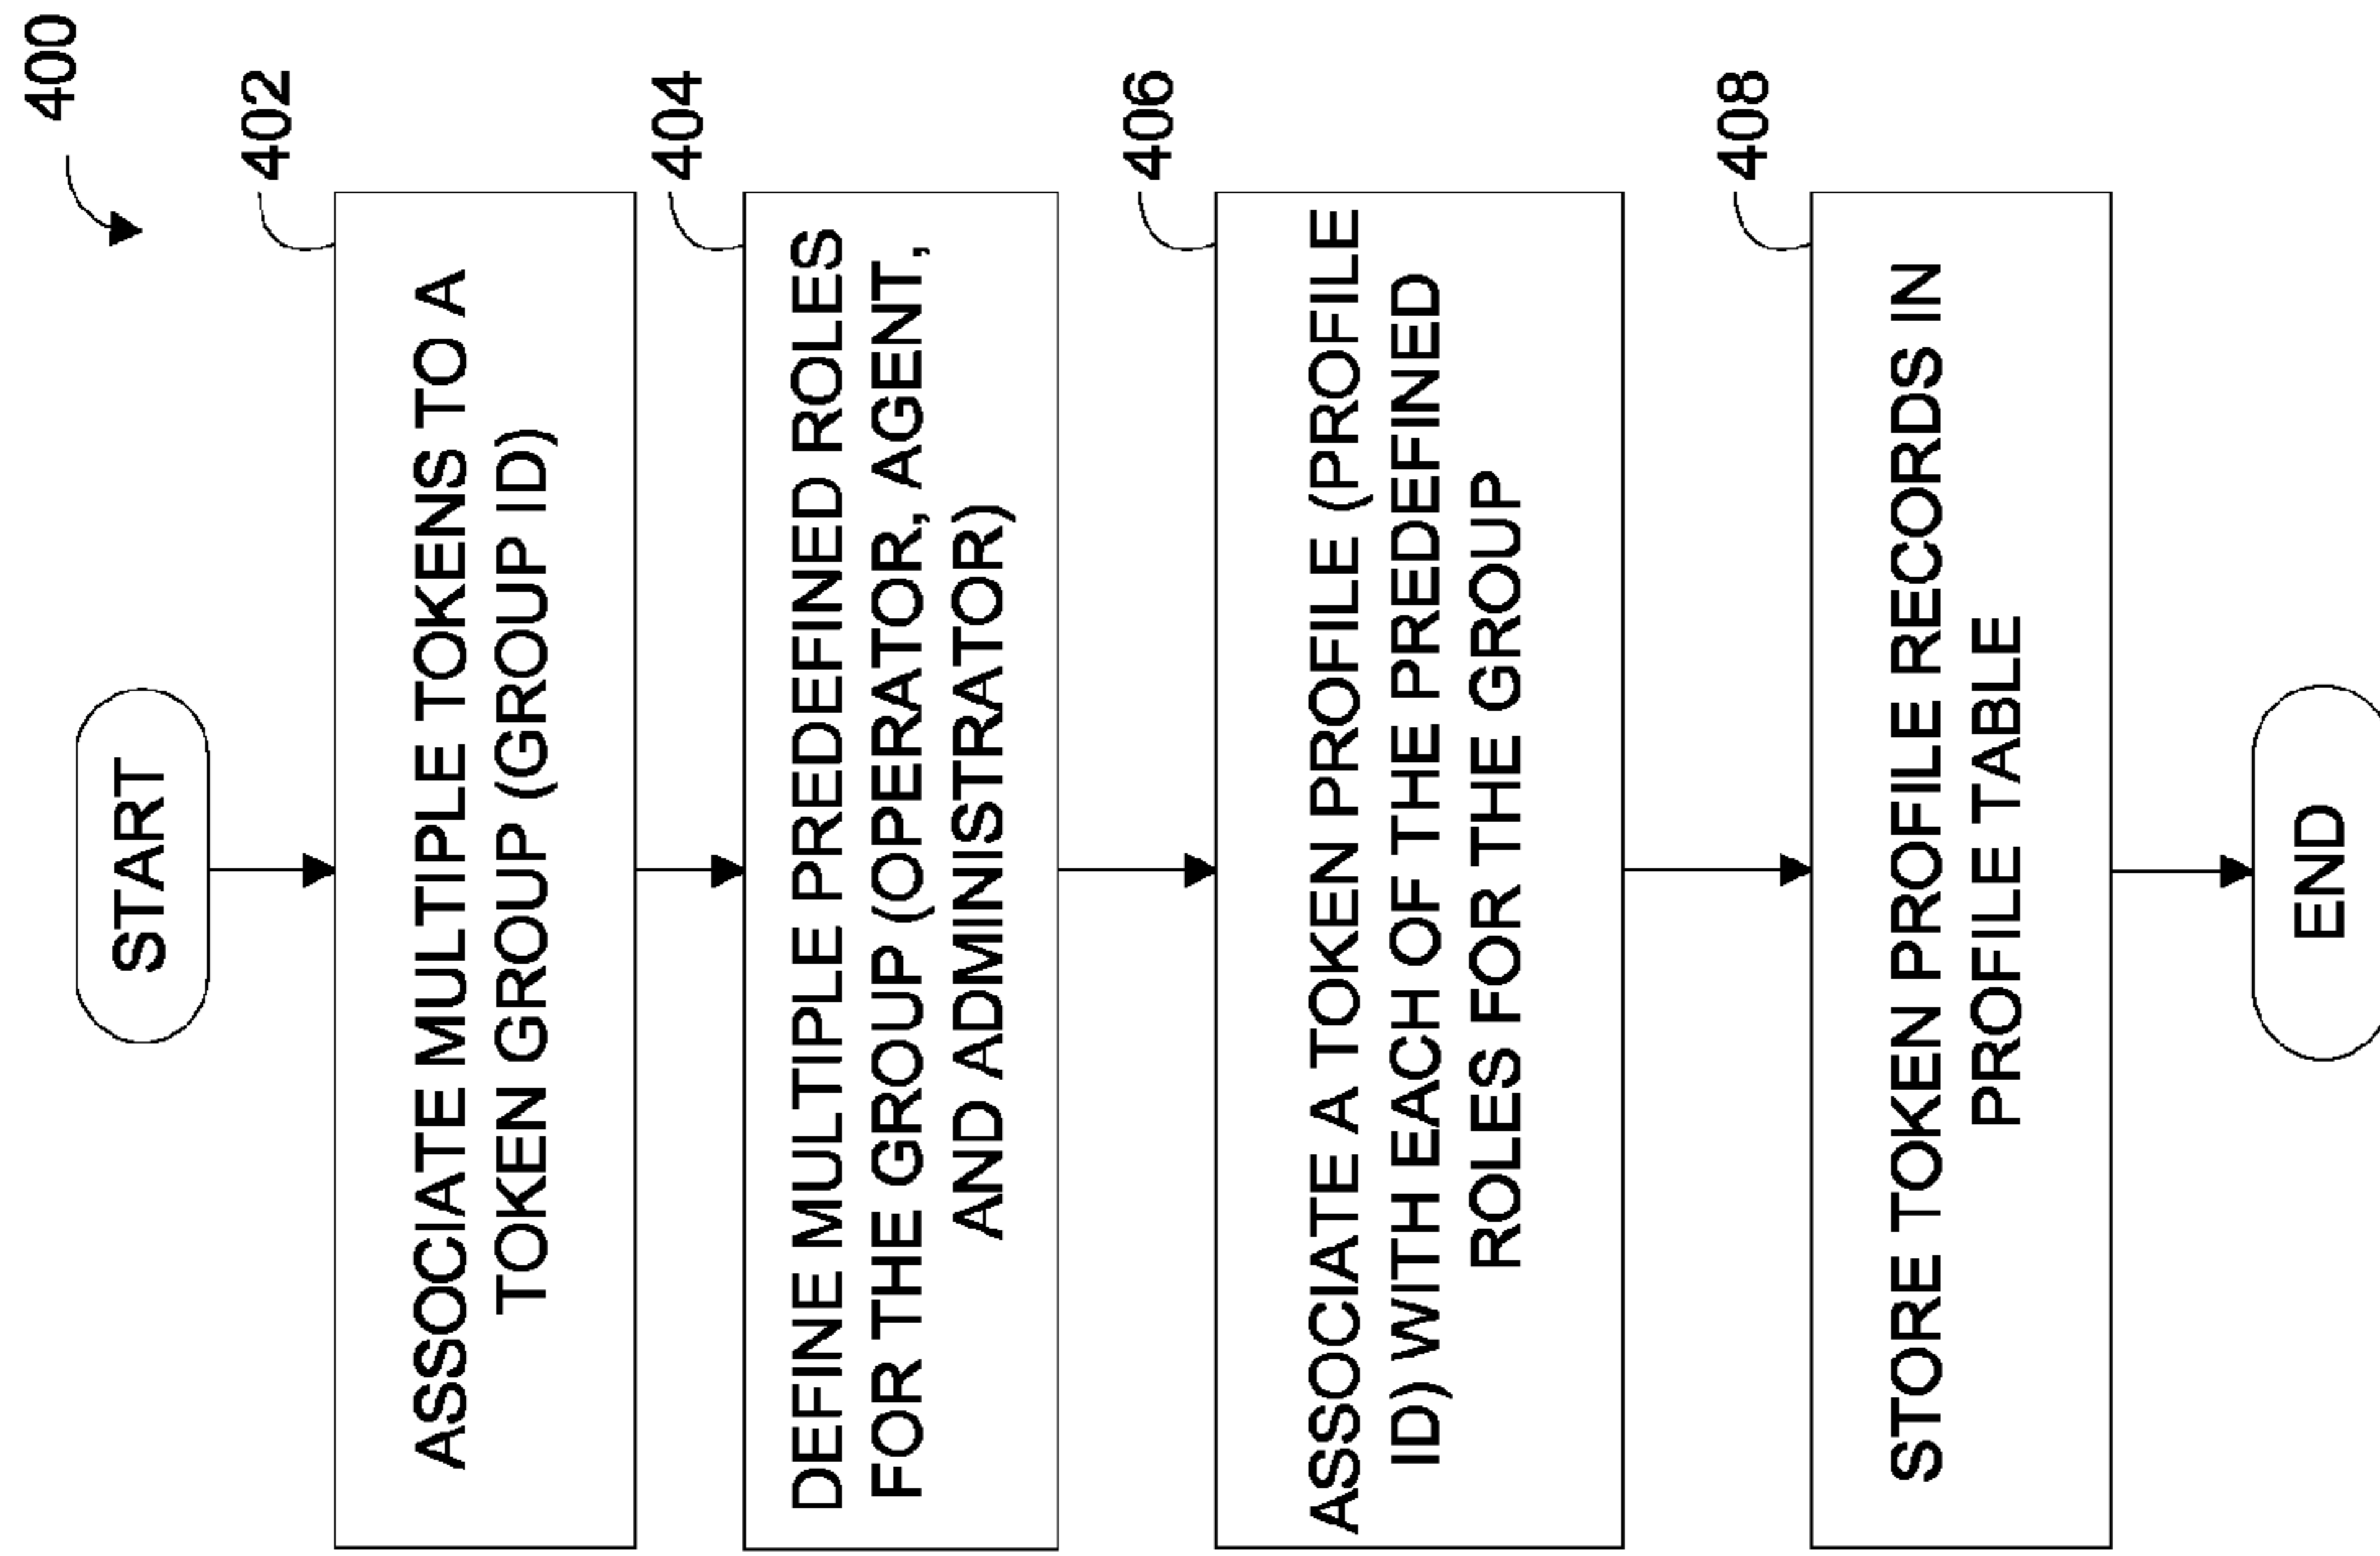 400
START
402
ASSOCIATE MULTIPLE TOKENS TO A
TOKEN GROUP (GROUP ID)
404
DEFINE MULTIPLE PREDEFINED ROLES
FOR THE GROUP (OPERATOR, AGENT,
AND ADMINISTRATOR)
406
ASSOCIATE A TOKEN PROFILE (PROFILE
ID) WITH EACH OF THE PREDEFINED
ROLES FOR THE GROUP
408
STORE TOKEN PROFILE RECORDS IN
PROFILE TABLE
END